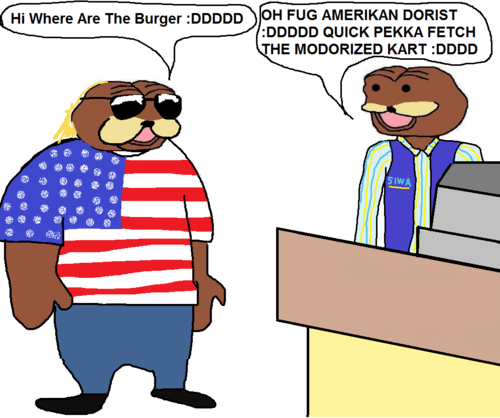 Hi Where Are The Burger :DDDDD
OH FUG AMERIKAN DORIST
:DDDDD QUICK PEKKA FETCH
THE MODORIZED KART :DDDD
SIWA